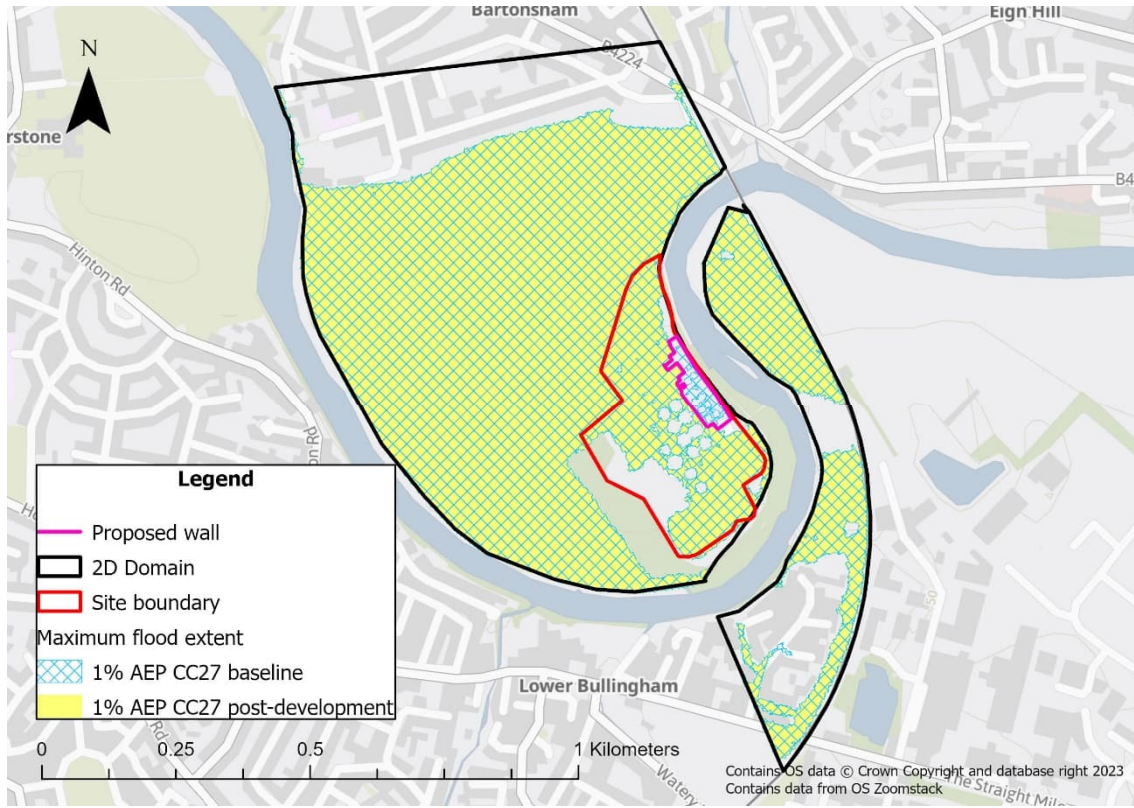 Bartonsham
Eign Hill
N
B4224
rstone
B4
Hinton Rd
on Rd
Legend
Proposed wall
2D Domain
Site boundary
Maximum flood extent
1% AEP CC27 baseline
1% AEP CC27 post-development
50
Lower Bullingham
Rd
0 0.25 0.5 1 Kilometers
Watery
The Straight Mile
Contains OS data © Crown Copyright and database right 2023
Contains data from OS Zoomstack